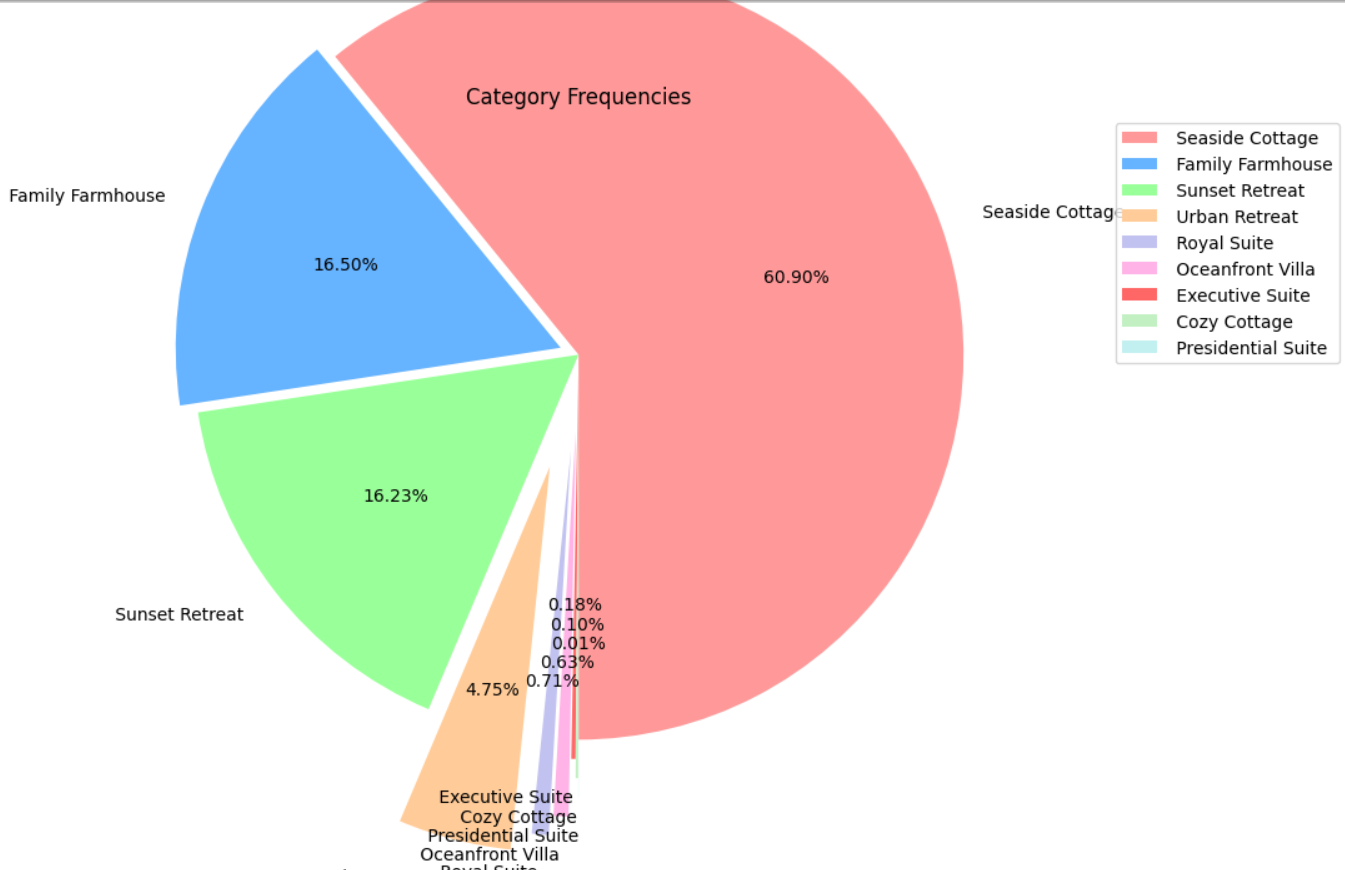 Category Frequencies
Seaside Cottage
Family Farmhouse
Sunset Retreat
Urban Retreat
Royal Suite
Oceanfront Villa
Executive Suite
Cozy Cottage
Presidential Suite
Family Farmhouse
Seaside Cottage
16.50%
60.90%
16.23%
Sunset Retreat
0.18%
0.10%
0.01%
0.63%
0.71%
4.75%
Executive Suite
Cozy Cottage
Presidential Suite
Oceanfront Villa
Royal Suite